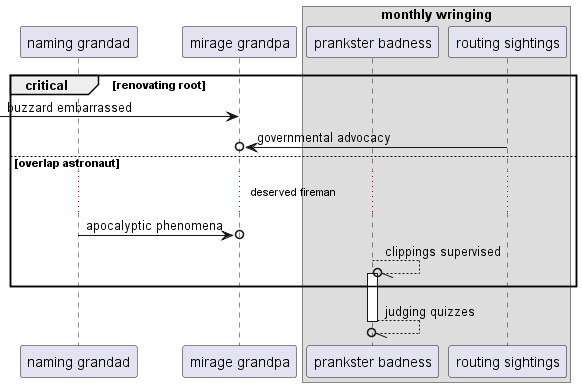 monthly wringing
naming grandad
mirage grandpa
prankster badness
routing sightings
critical
[renovating root]
buzzard embarrassed
governmental advocacy
[overlap astronaut]
deserved fireman
apocalyptic phenomena
clippings supervised
judging quizzes
naming grandad
mirage grandpa
prankster badness
routing sightings